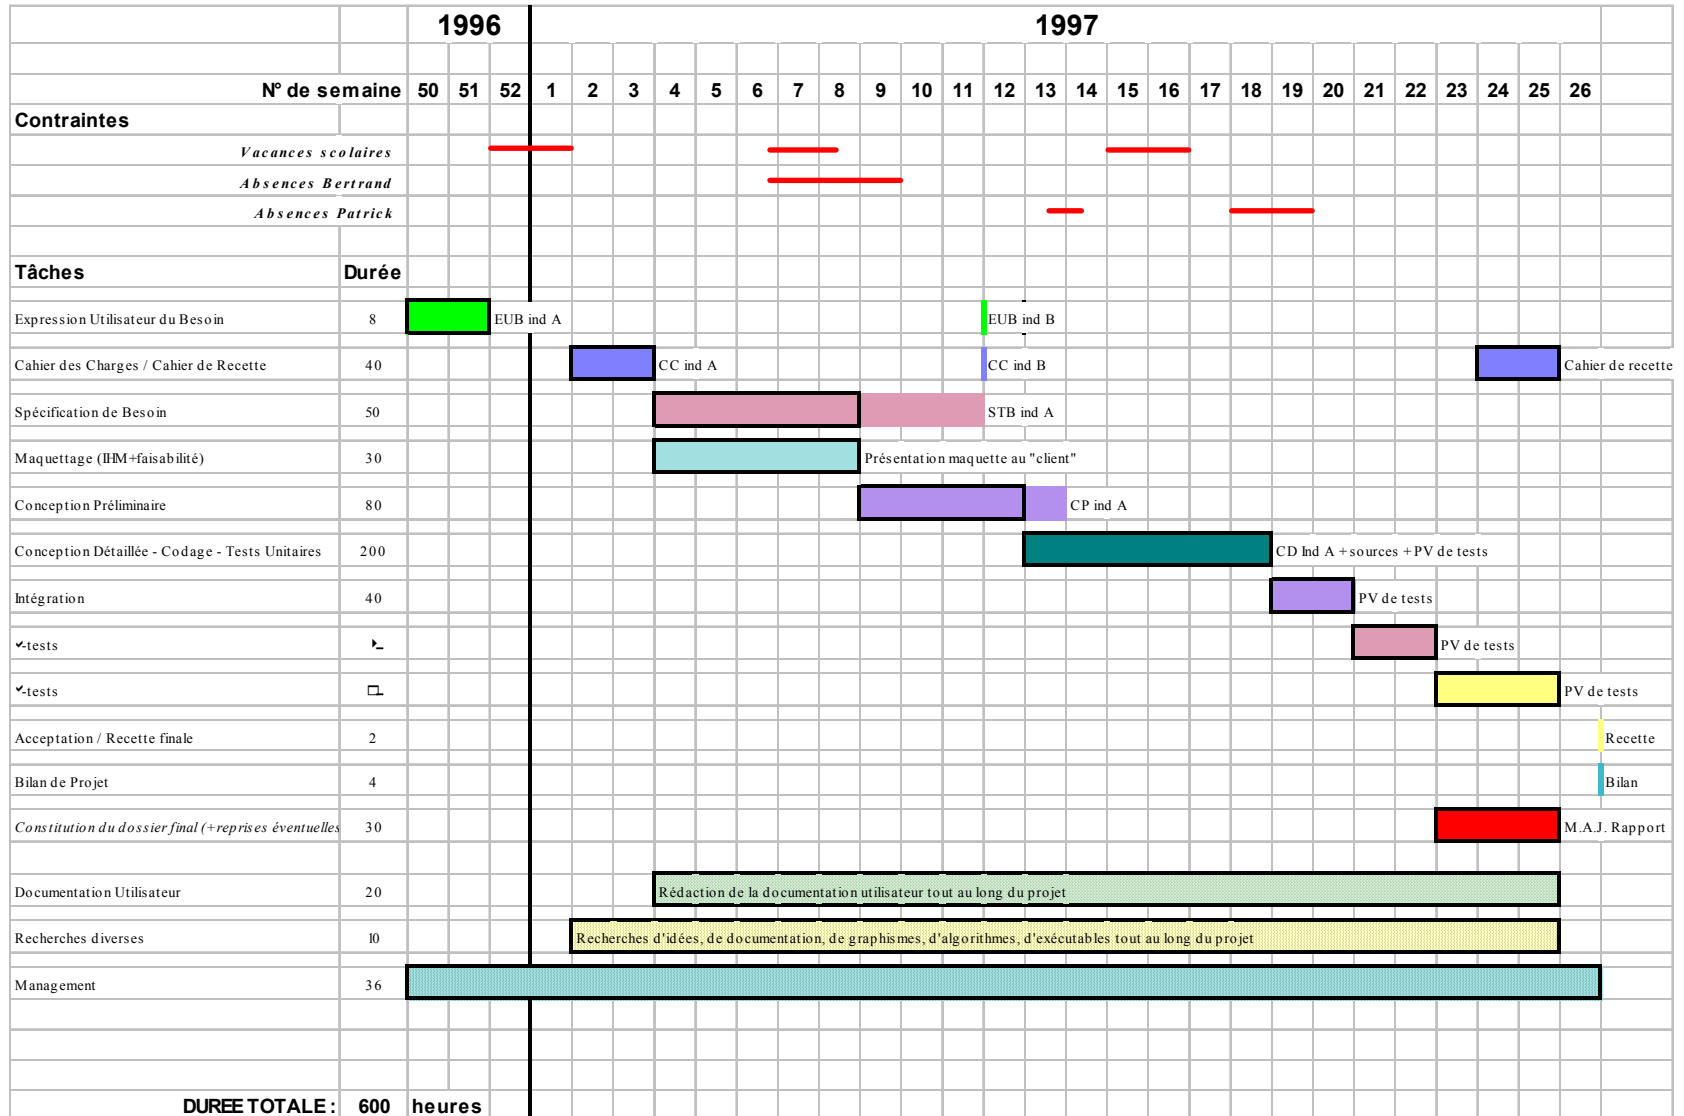 1996 1997
N° de semaine 50 51 52 1 2 3 4 5 6 7 8 9 10 11 12 13 14 15 16 17 18 19 20 21 22 23 24 25 26
Contraintes
Vacances scolaires
Absences Bertrand
Absences Patrick
Tâches Durée
Expression Utilisateur du Besoin 8 EUB ind A EUB ind B
Cahier des Charges / Cahier de Recette 40 CC ind A CC ind B Cahier de recette
Spécification de Besoin 50 STB ind A
Maquettage (IHM+faisabilité) 30 Présentation maquette au "client"
Conception Préliminaire 80 CP ind A
Conception Détaillée - Codage - Tests Unitaires 200 CD Ind A + sources + PV de tests
Intégration 40 PV de tests
-tests PV de tests
-tests PV de tests
Acceptation / Recette finale 2 Recette
Bilan de Projet 4 Bilan
Constitution du dossier final (+reprises éventuelles 30 M.A.J. Rapport
Documentation Utilisateur 20 Rédaction de la documentation utilisateur tout au long du projet
Recherches diverses 10 Recherches d'idées, de documentation, de graphismes, d'algorithmes, d'exécutables tout au long du projet
Management 36
DUREE TOTALE : 600 heures